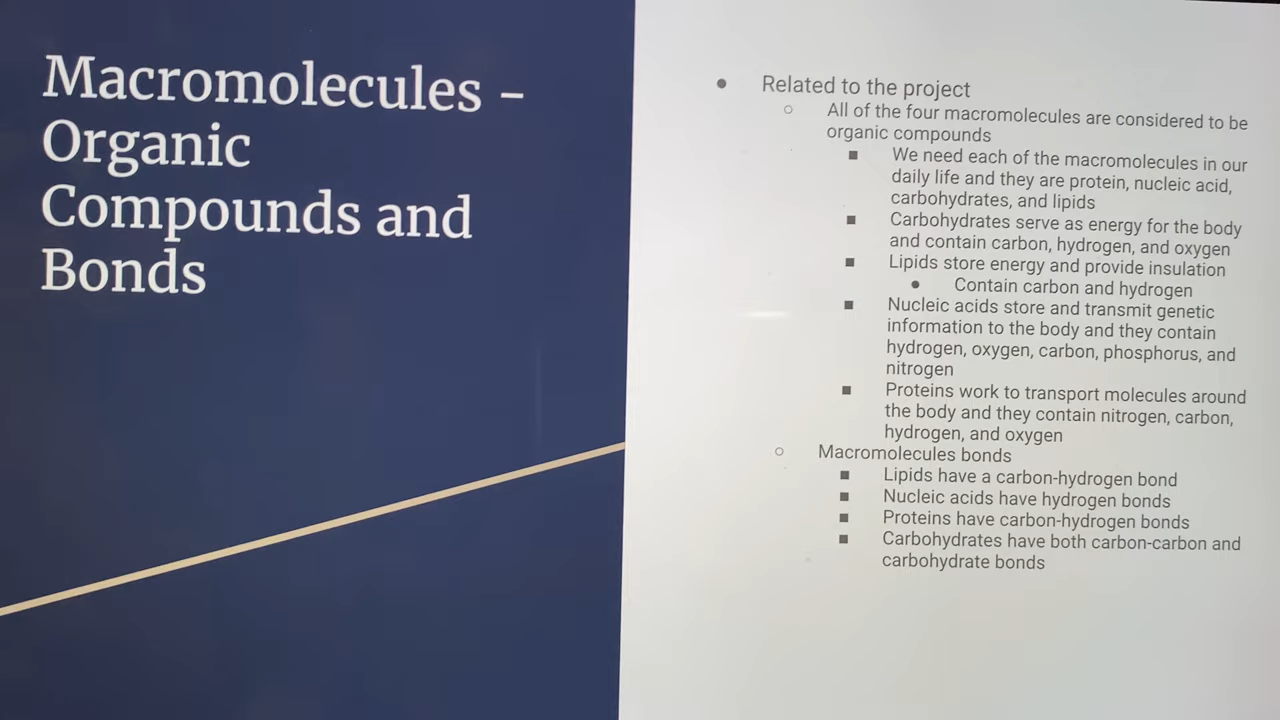 Macromolecules –
Organic
Compounds and
Bonds
Related to the project
All of the four macromolecules are considered to be
organic compounds
We need each of the macromolecules in our
daily life and they are protein, nucleic acid,
carbohydrates, and lipids
Carbohydrates serve as energy for the body
and contain carbon, hydrogen, and oxygen
Lipids store energy and provide insulation
Contain carbon and hydrogen
Nucleic acids store and transmit genetic
information to the body and they contain
hydrogen, oxygen, carbon, phosphorus, and
nitrogen
Proteins work to transport molecules around
the body and they contain nitrogen, carbon,
hydrogen, and oxygen
Macromolecules bonds
Lipids have a carbon-hydrogen bond
Nucleic acids have hydrogen bonds
Proteins have carbon-hydrogen bonds
Carbohydrates have both carbon-carbon and
carbohydrate bonds